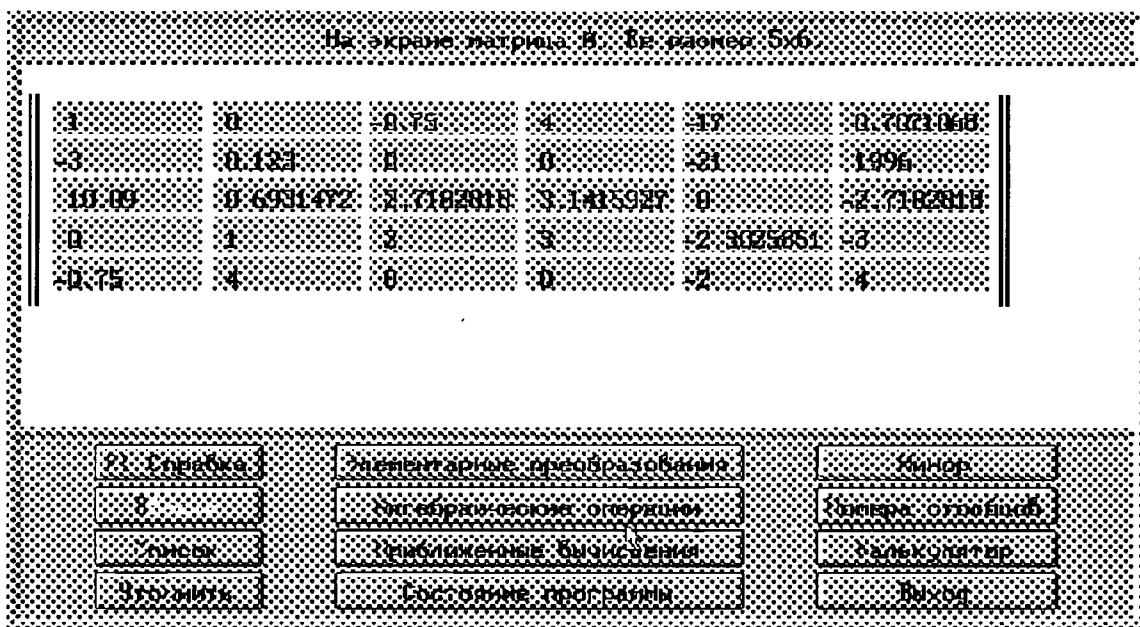 На экране матрица A. Ее размер 5x6.
1 0 -0.75 4 -17 0.7071068
-3 0.123 0 0 -21 1996
10.09 0.6931472 2.7182818 3.1415927 0 -2.7182818
0 1 2 3 -2.3025851 -3
-0.75 4 0 0 -2 4
Справка Элементарные преобразования Минор
Алгебраические операции Номера столбцов
Список Приближенные вычисления Калькулятор
Уточнить Состояние программы Выход